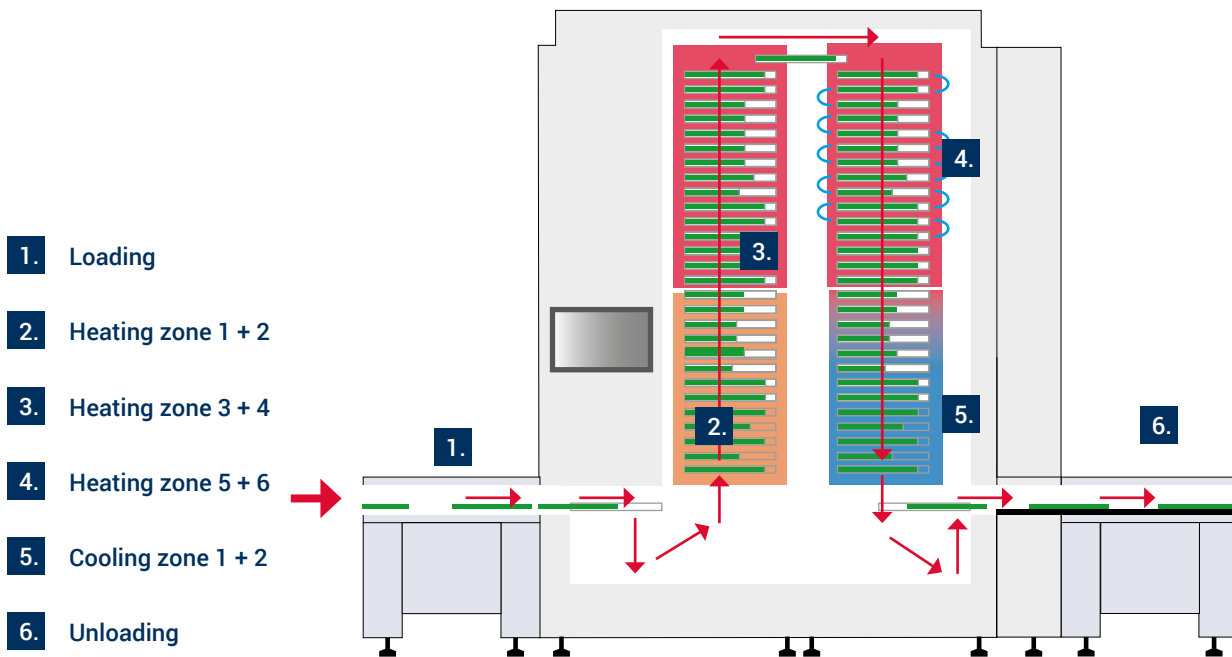 1. Loading
2. Heating zone 1 + 2
3. Heating zone 3 + 4
4. Heating zone 5 + 6
5. Cooling zone 1 + 2
6. Unloading
1.
2.
3.
4.
5.
6.